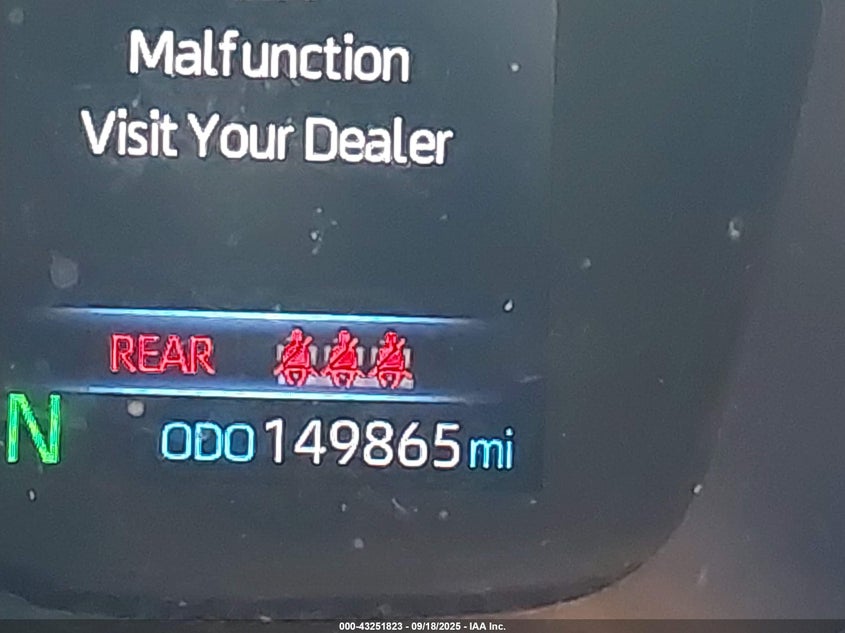 Malfunction
Visit Your Dealer
REAR
N ODO 149865 mi
000-43251823 - 09/18/2025 - IAA Inc.